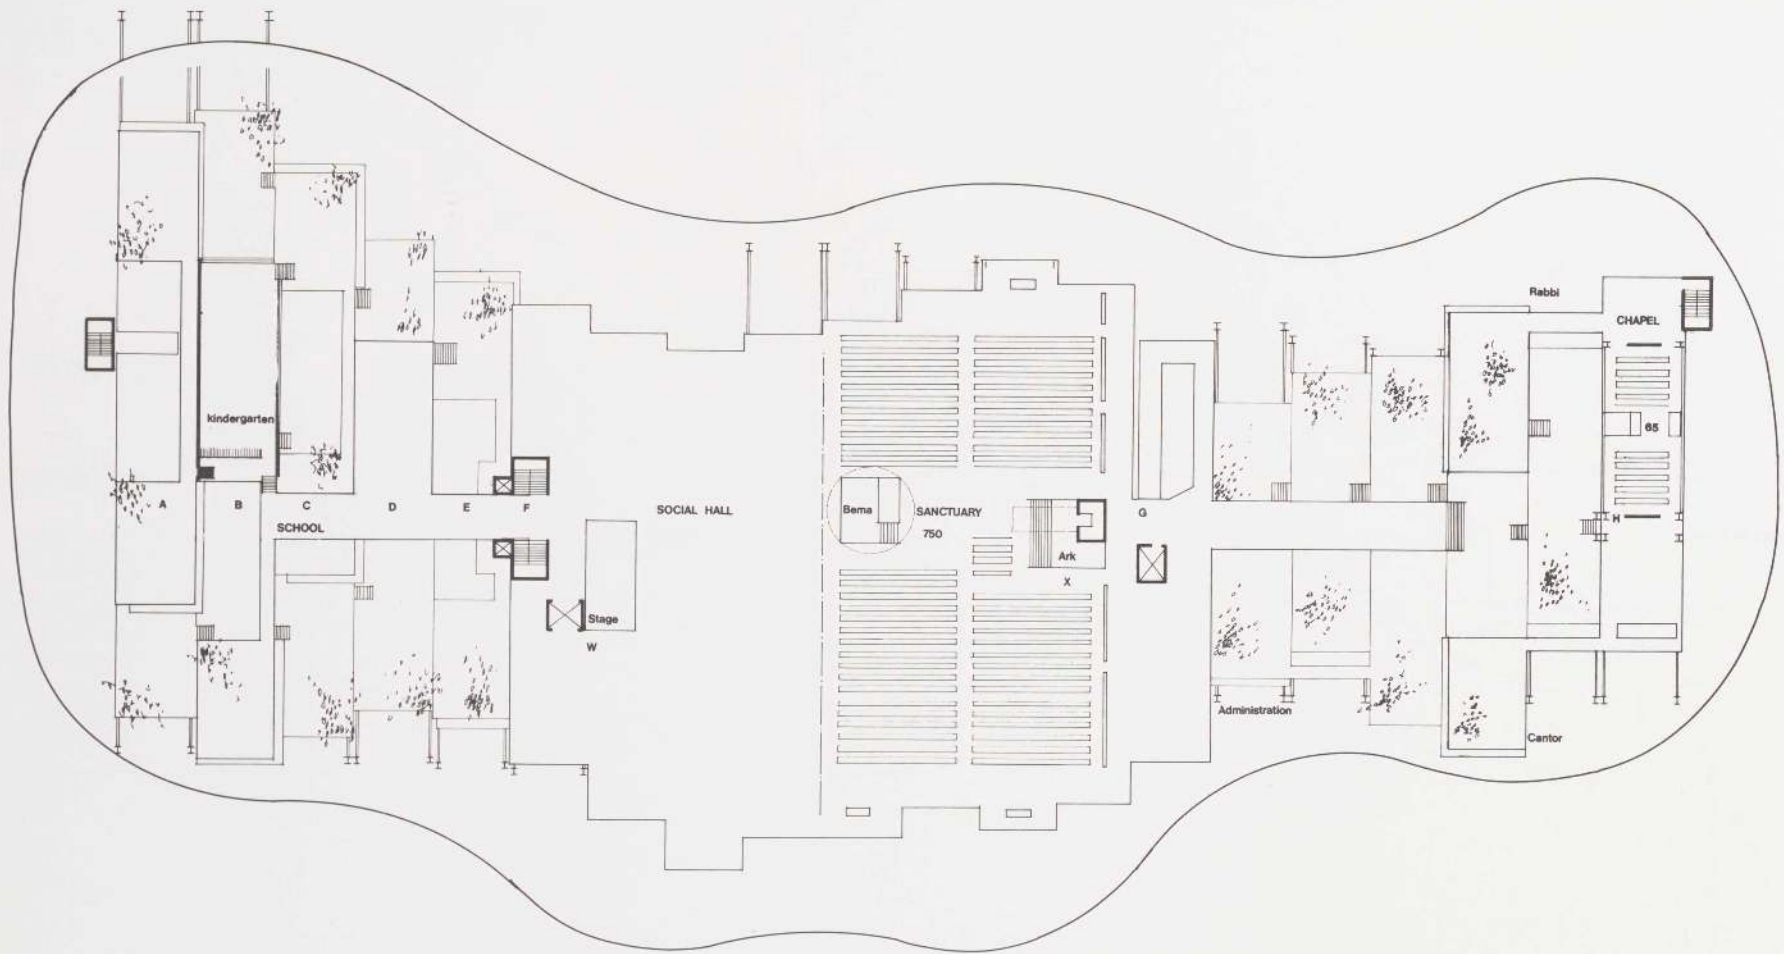 Rabbi
CHAPEL
kindergarten
65
A
B
C
D
E
F
SOCIAL HALL
Bema
SANCTUARY
G
H
SCHOOL
750
Ark
X
Stage
W
Administration
Cantor